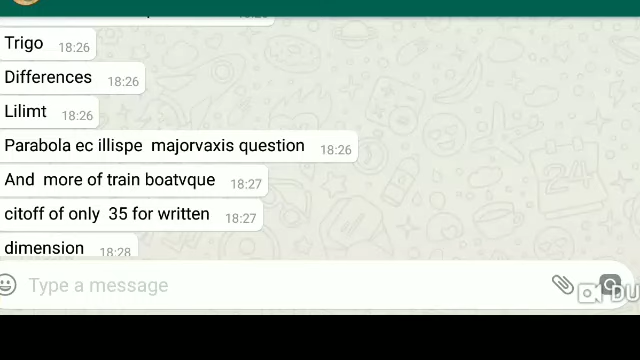 Trigo 18:26
Differences 18:26
Lilimt 18:26
Parabola ec illispe majorvaxis question 18:26
And more of train boatvque 18:27
citoff of only 35 for written 18:27
dimension 18:28
Type a message
DU